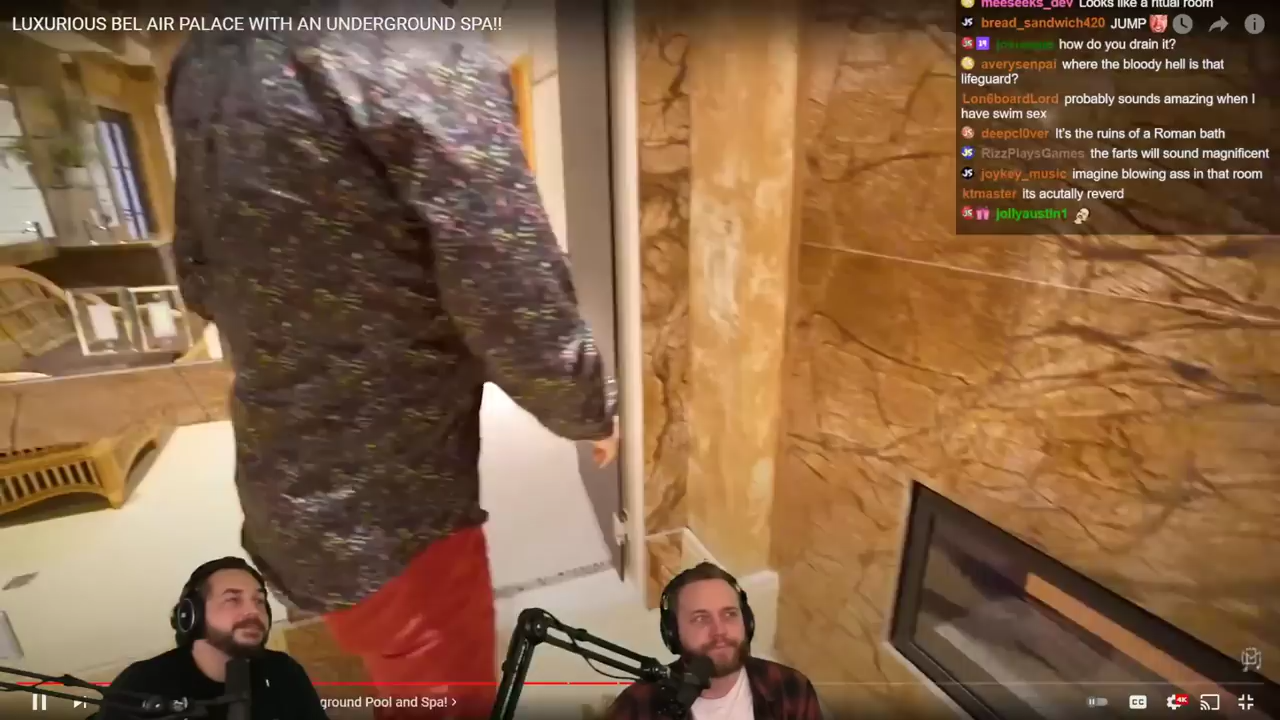 LUXURIOUS BEL AIR PALACE WITH AN UNDERGROUND SPA!!
meeseeks_dev Looks like a ritual room
bread_sandwich420 JUMP
how do you drain it?
averysenpai where the bloody hell is that
lifeguard?
Lon6boardLord probably sounds amazing when I
have swim sex
deepcl0ver It's the ruins of a Roman bath
RizzPlaysGames the farts will sound magnificent
joykey_music imagine blowing ass in that room
ktmaster its acutally reverd
jollyaustin1
ground Pool and Spa! >
CC
4K